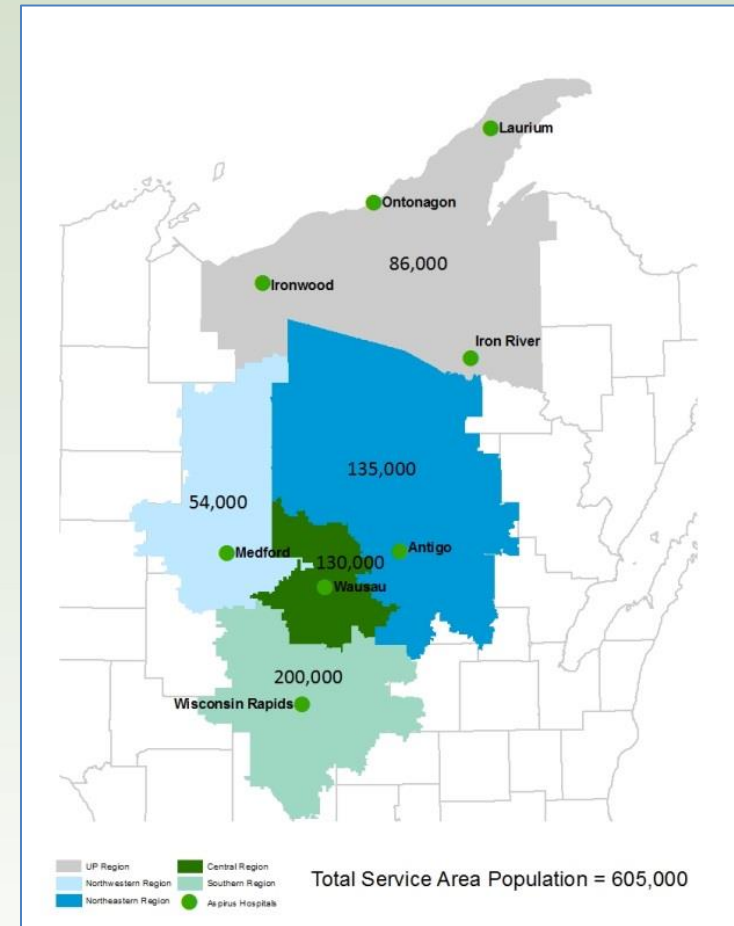 Laurium
Ontonagon
86,000
Ironwood
Iron River
135,000
54,000
Medford
130,000
Antigo
Wausau
200,000
Wisconsin Rapids
UP Region
Central Region
Northwestern Region
Southern Region
Northeastern Region
Aspirus Hospitals
Total Service Area Population = 605,000